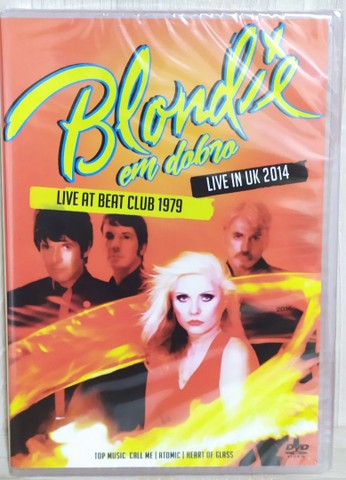 Blondie
em dobro
LIVE IN UK 2014
LIVE AT BEAT CLUB 1979
TOP MUSIC CALL ME | ATOMIC | HEART OF GLASS
DVD